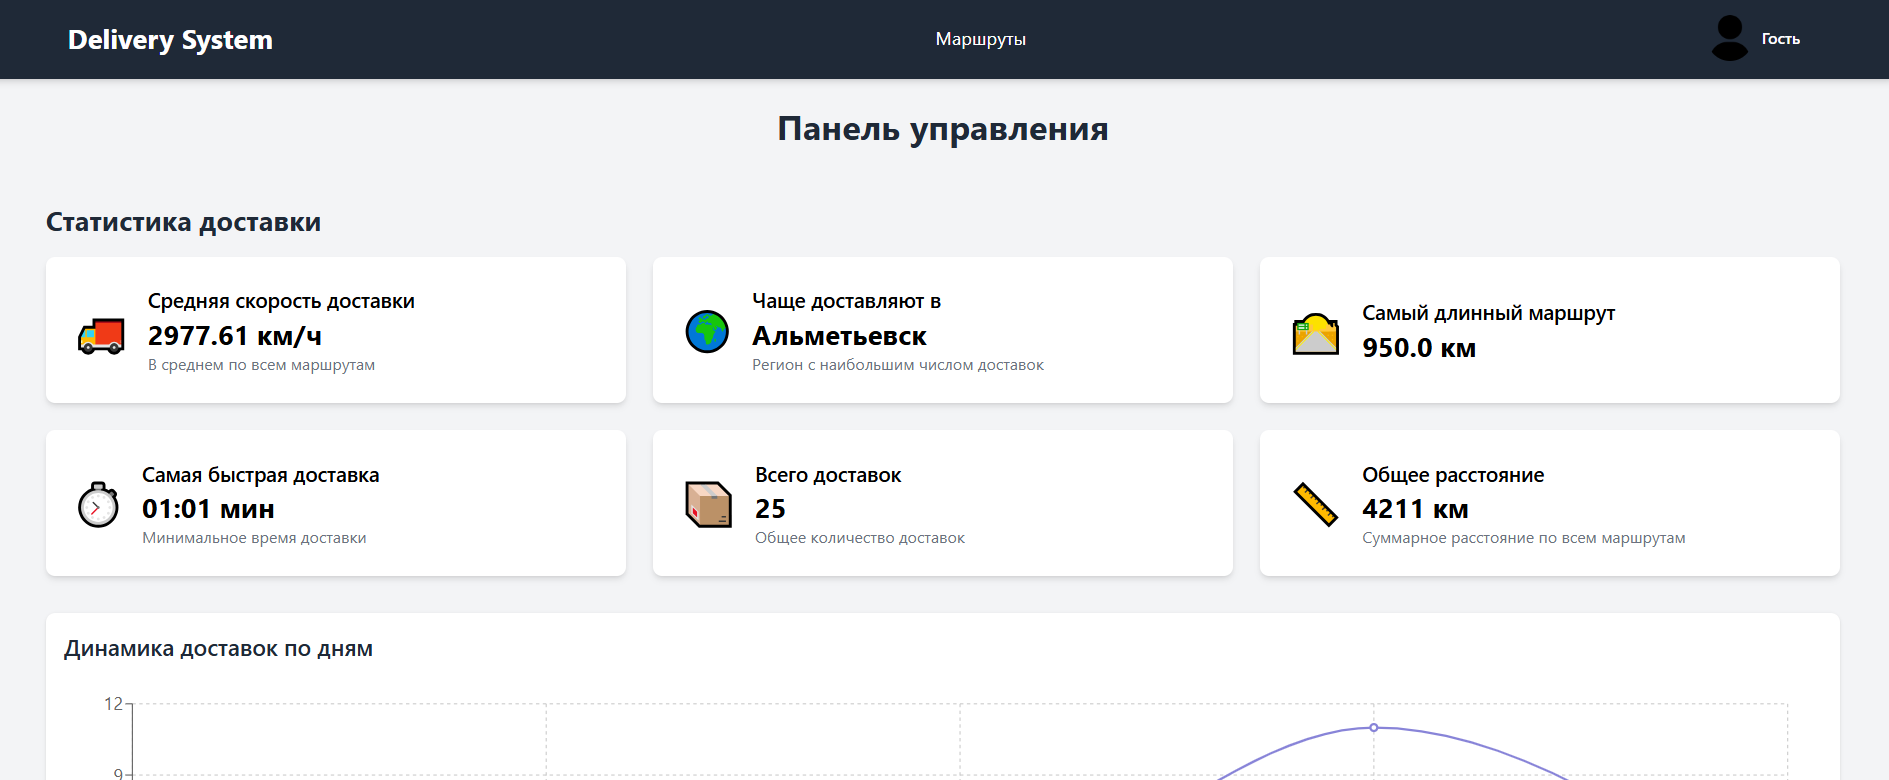 Delivery System
Маршруты
Гость
Панель управления
Статистика доставки
Средняя скорость доставки
2977.61 км/ч
В среднем по всем маршрутам
Чаще доставляют в
Альметьевск
Регион с наибольшим числом доставок
Самый длинный маршрут
950.0 км
Самая быстрая доставка
01:01 мин
Минимальное время доставки
Всего доставок
25
Общее количество доставок
Общее расстояние
4211 км
Суммарное расстояние по всем маршрутам
Динамика доставок по дням
12
9